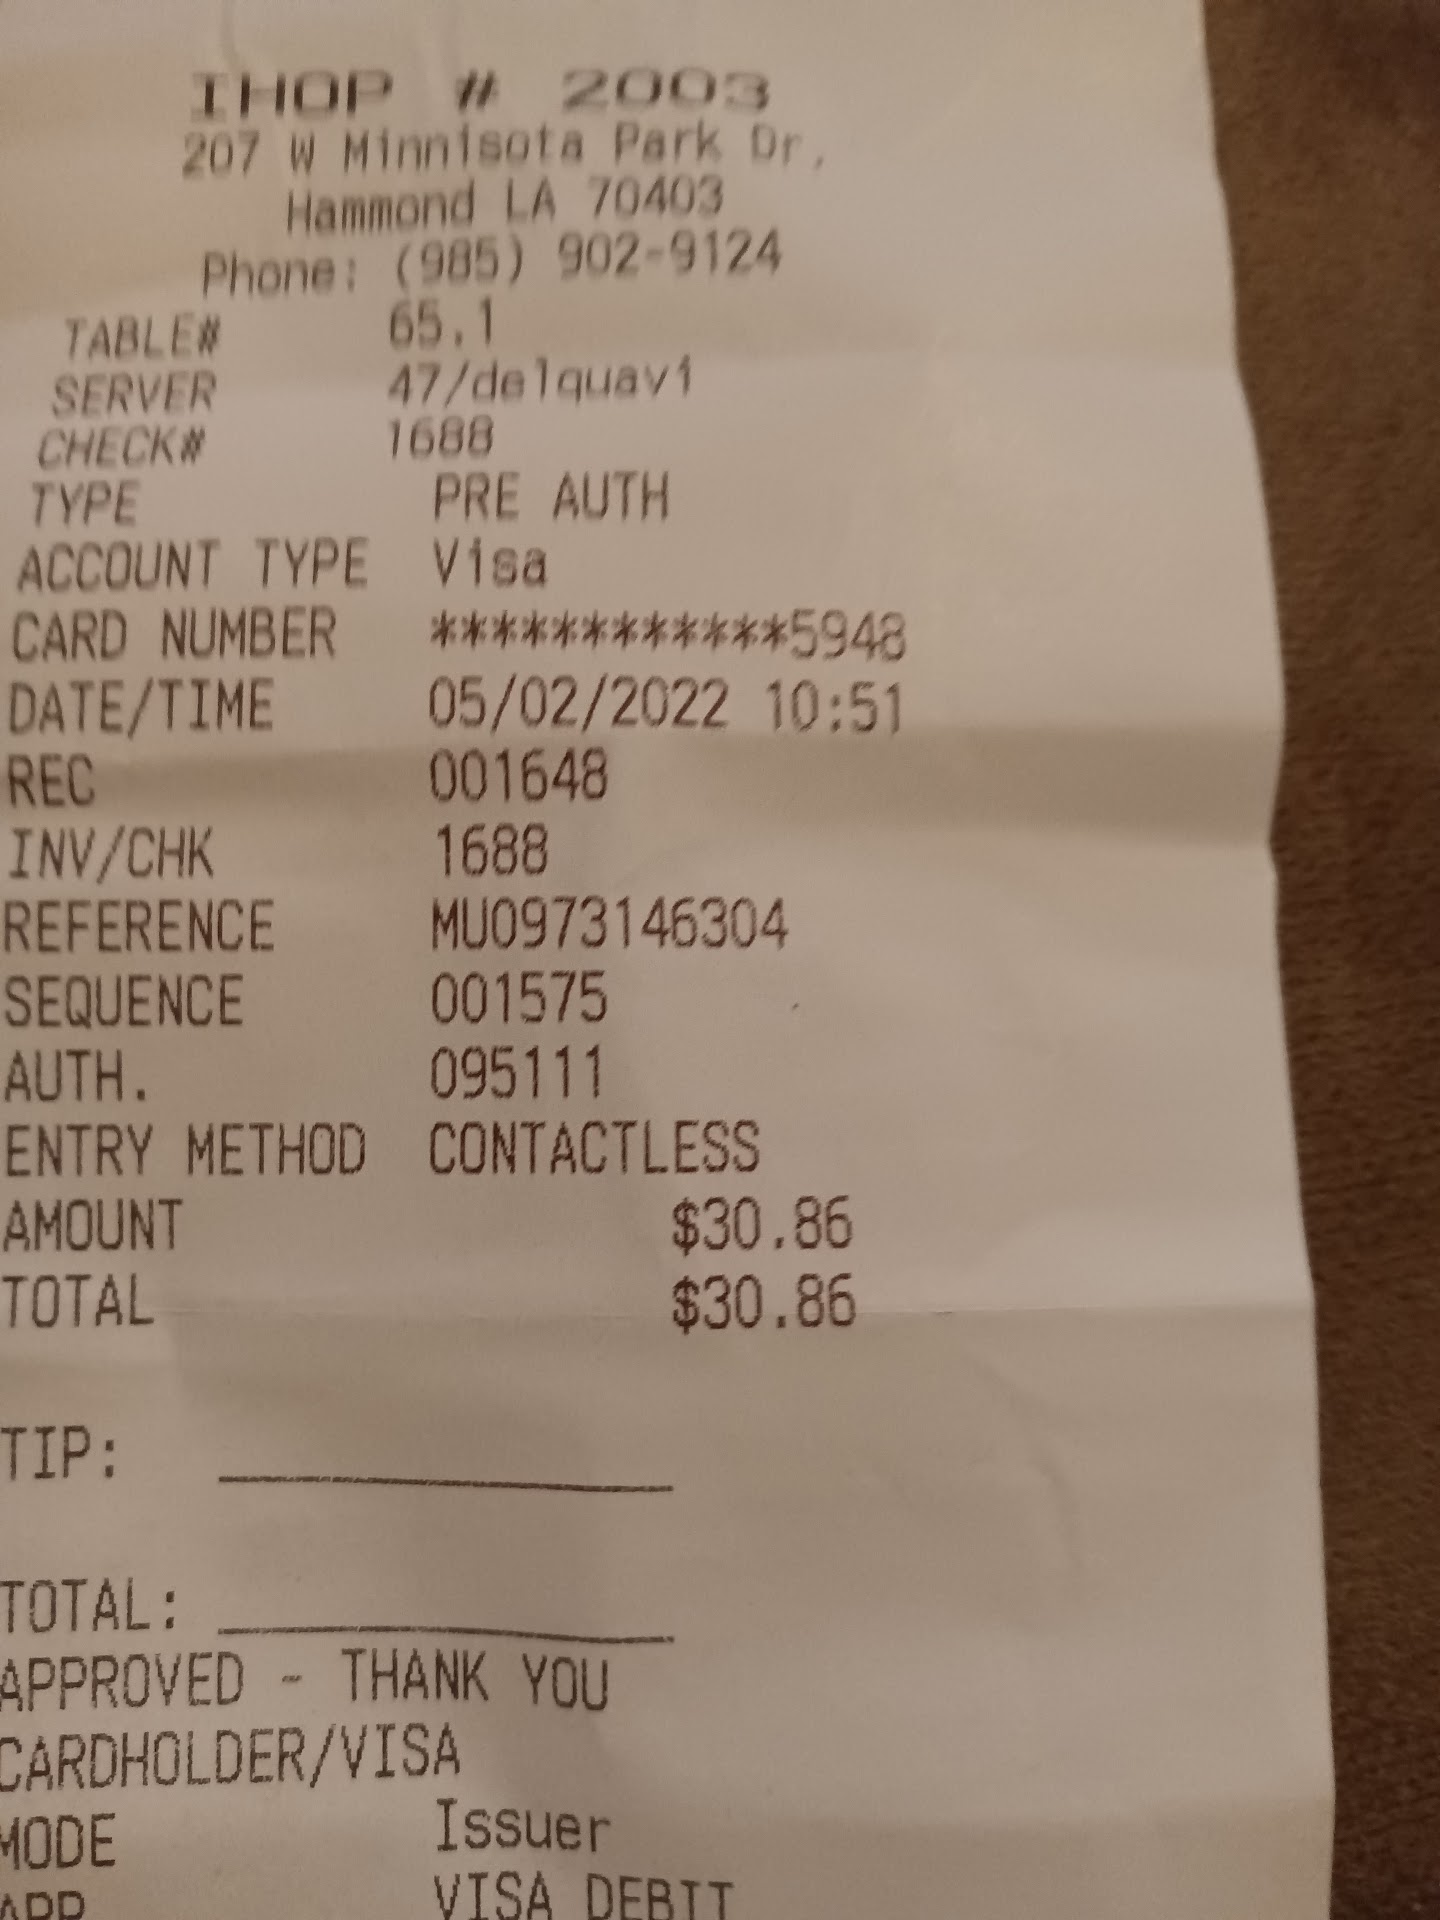 IHOP # 2003
207 W Minnisota Park Dr,
Hammond LA 70403
Phone: (985) 902-9124
TABLE# 65.1
SERVER 47/delquavi
CHECK# 1688
TYPE PRE AUTH
ACCOUNT TYPE Visa
CARD NUMBER ************5948
DATE/TIME 05/02/2022 10:51
REC 001648
INV/CHK 1688
REFERENCE MU0973146304
SEQUENCE 001575
AUTH. 095111
ENTRY METHOD CONTACTLESS
AMOUNT $30.86
TOTAL $30.86
TIP:
TOTAL:
APPROVED - THANK YOU
CARDHOLDER/VISA
MODE Issuer
APP VISA DEBIT